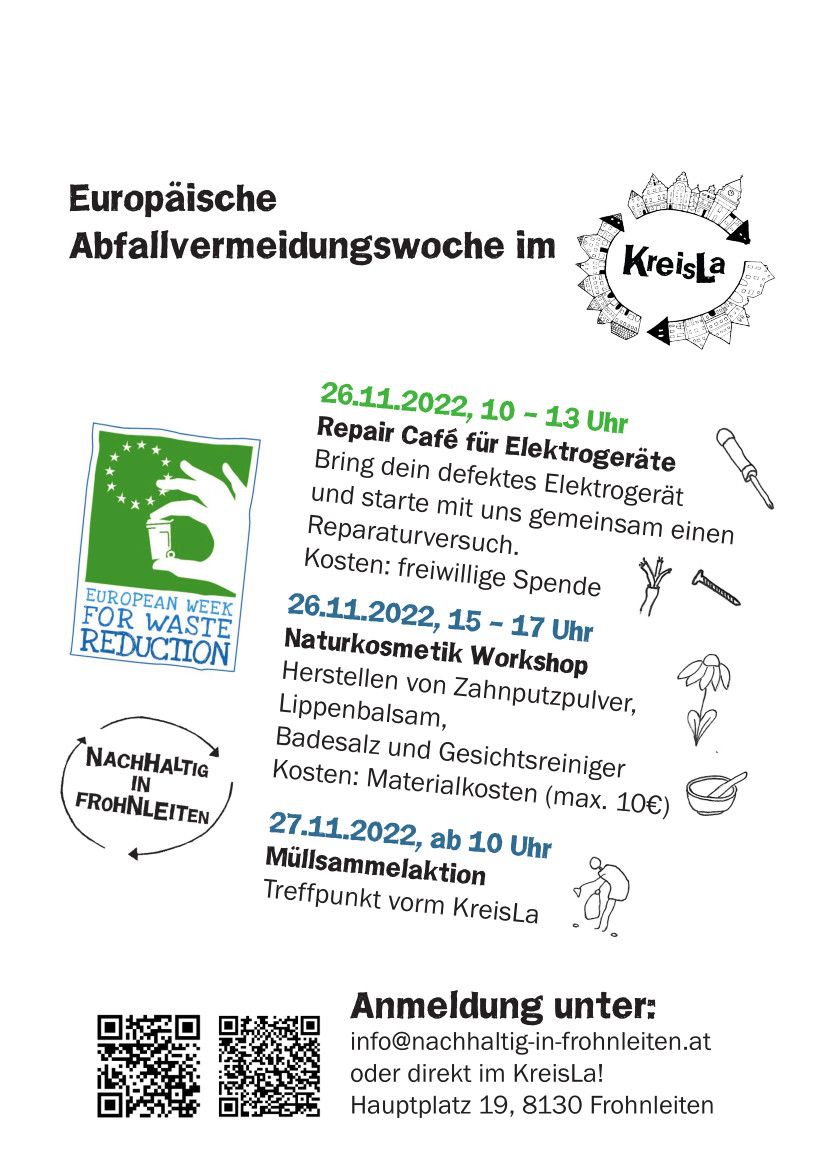 Europäische
Abfallvermeidungswoche im
KreisLa
26.11.2022, 10 – 13 Uhr
Repair Café für Elektrogeräte
Bring dein defektes Elektrogerät
und starte mit uns gemeinsam einen
Reparaturversuch.
Kosten: freiwillige Spende
EUROPEAN WEEK
FOR WASTE
REDUCTION
26.11.2022, 15 – 17 Uhr
Naturkosmetik Workshop
Herstellen von Zahnputzpulver,
Lippenbalsam,
Badesalz und Gesichtsreiniger
Kosten: Materialkosten (max. 10€)
NACHHALTIG
IN
FROHNLEITEN
27.11.2022, ab 10 Uhr
Müllsammelaktion
Treffpunkt vorm KreisLa
Anmeldung unter:
info@nachhaltig-in-frohnleiten.at
oder direkt im KreisLa!
Hauptplatz 19, 8130 Frohnleiten